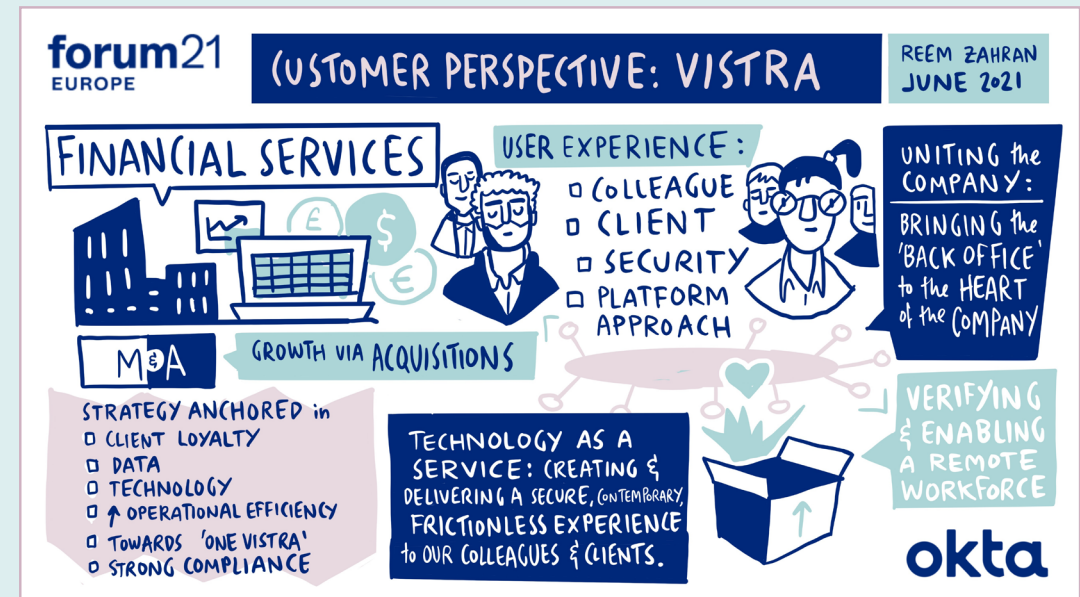 forum21
EUROPE
CUSTOMER PERSPECTIVE: VISTRA
REEM ZAHRAN
JUNE 2021
FINANCIAL SERVICES
£
$
€
M&A
GROWTH VIA ACQUISITIONS
STRATEGY ANCHORED in
CLIENT LOYALTY
DATA
TECHNOLOGY
↑ OPERATIONAL EFFICIENCY
TOWARDS 'ONE VISTRA'
STRONG COMPLIANCE
USER EXPERIENCE:
COLLEAGUE
CLIENT
SECURITY
PLATFORM
APPROACH
TECHNOLOGY AS A
SERVICE: CREATING &
DELIVERING A SECURE, CONTEMPORARY,
FRICTIONLESS EXPERIENCE
to OUR COLLEAGUES & CLIENTS.
UNITING the
COMPANY:
BRINGING the
'BACK OFFICE'
to the HEART
of the COMPANY
VERIFYING
& ENABLING
A REMOTE
WORKFORCE
okta